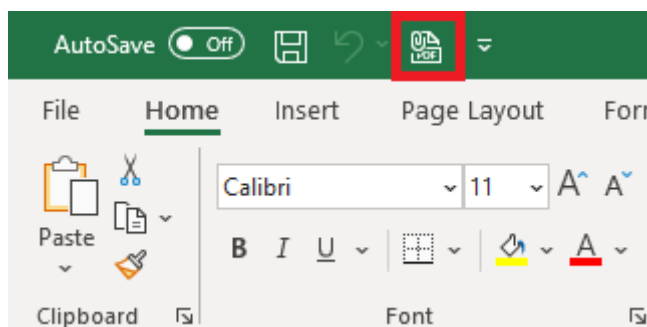 AutoSave Off PDF
File Home Insert Page Layout
Calibri 11 A A
Paste B I U A
Clipboard Font